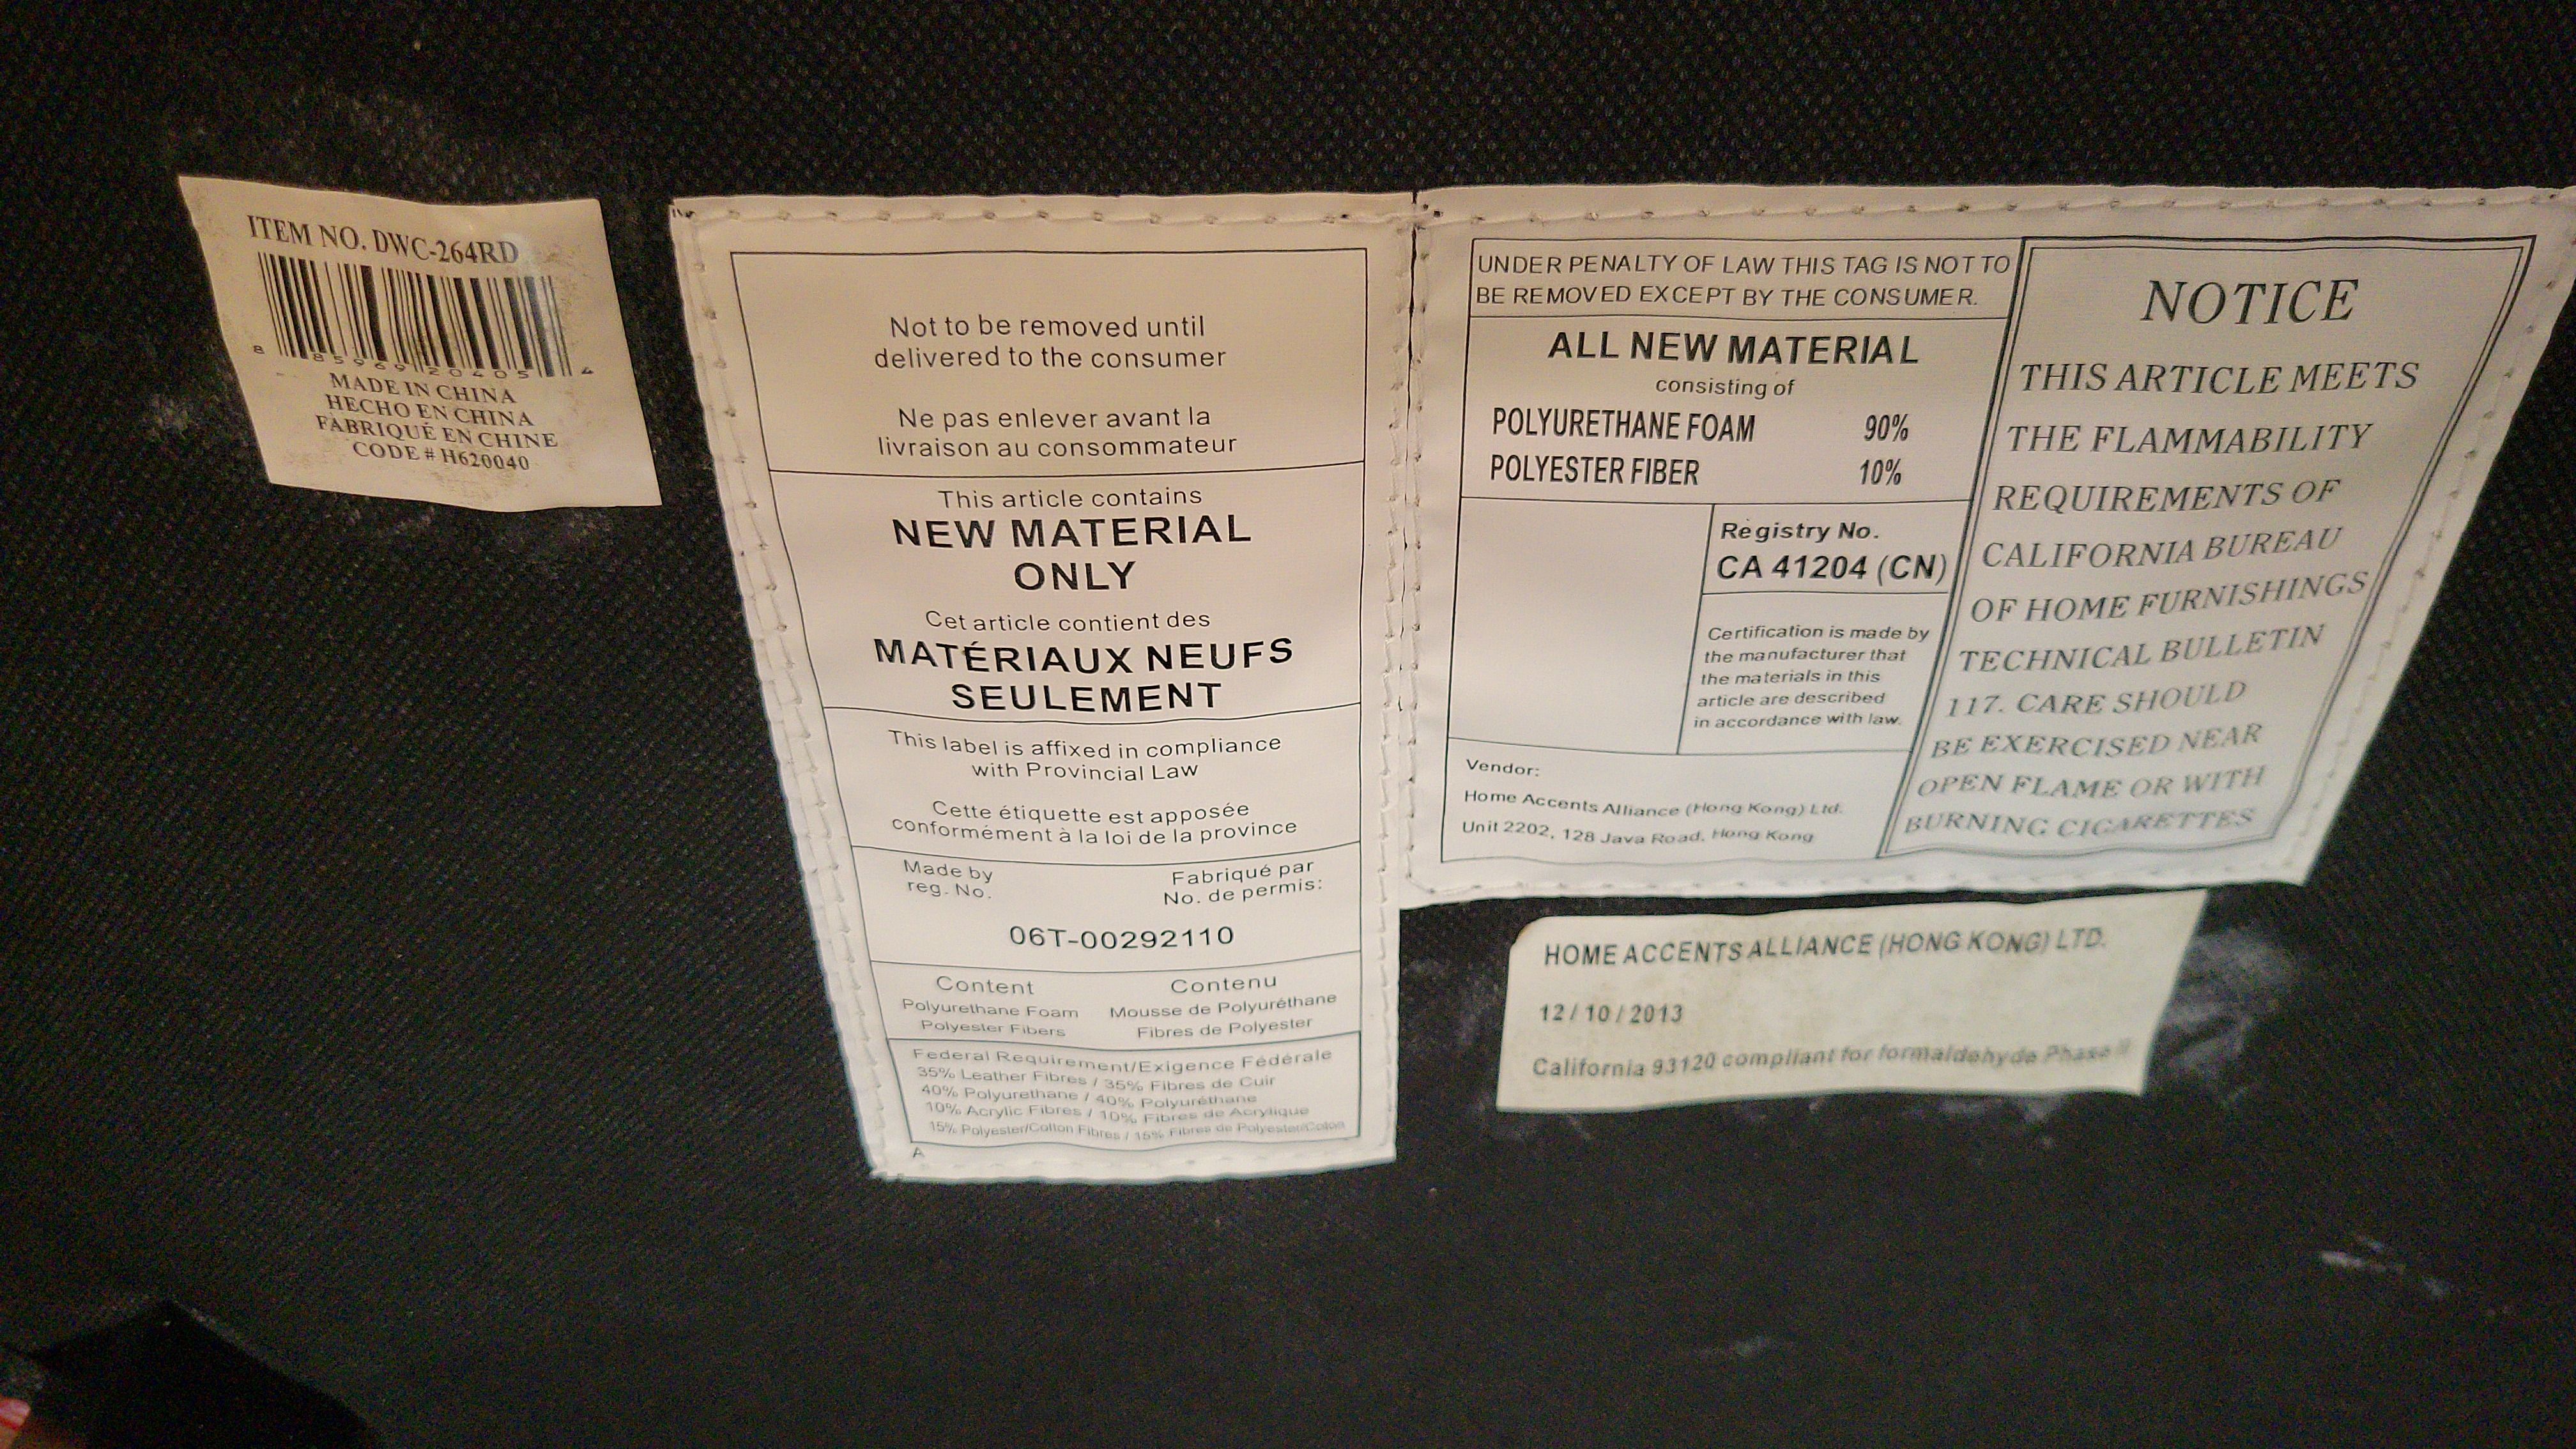 ITEM NO. DWC-264RD
8 85969 20405 4
MADE IN CHINA
HECHO EN CHINA
FABRIQUÉ EN CHINE
CODE # H620040
Not to be removed until
delivered to the consumer
Ne pas enlever avant la
livraison au consommateur
This article contains
NEW MATERIAL
ONLY
Cet article contient des
MATÉRIAUX NEUFS
SEULEMENT
This label is affixed in compliance
with Provincial Law
Cette étiquette est apposée
conformément à la loi de la province
Made by
reg. No.
Fabriqué par
No. de permis:
06T-00292110
Content Contenu
Polyurethane Foam Mousse de Polyuréthane
Polyester Fibers Fibres de Polyester
Federal Requirement/Exigence Fédérale
35% Leather Fibres / 35% Fibres de Cuir
40% Polyurethane / 40% Polyuréthane
10% Acrylic Fibres / 10% Fibres de Acrylique
15% Polyester/Cotton Fibres / 15% Fibres de Polyester/Coton
A
UNDER PENALTY OF LAW THIS TAG IS NOT TO
BE REMOVED EXCEPT BY THE CONSUMER.
ALL NEW MATERIAL
consisting of
POLYURETHANE FOAM 90%
POLYESTER FIBER 10%
Registry No.
CA 41204 (CN)
Certification is made by
the manufacturer that
the materials in this
article are described
in accordance with law.
Vendor:
Home Accents Alliance (Hong Kong) Ltd.
Unit 2202, 128 Java Road, Hong Kong
NOTICE
THIS ARTICLE MEETS
THE FLAMMABILITY
REQUIREMENTS OF
CALIFORNIA BUREAU
OF HOME FURNISHINGS
TECHNICAL BULLETIN
117. CARE SHOULD
BE EXERCISED NEAR
OPEN FLAME OR WITH
BURNING CIGARETTES
HOME ACCENTS ALLIANCE (HONG KONG) LTD.
12 / 10 / 2013
California 93120 compliant for formaldehyde Phase